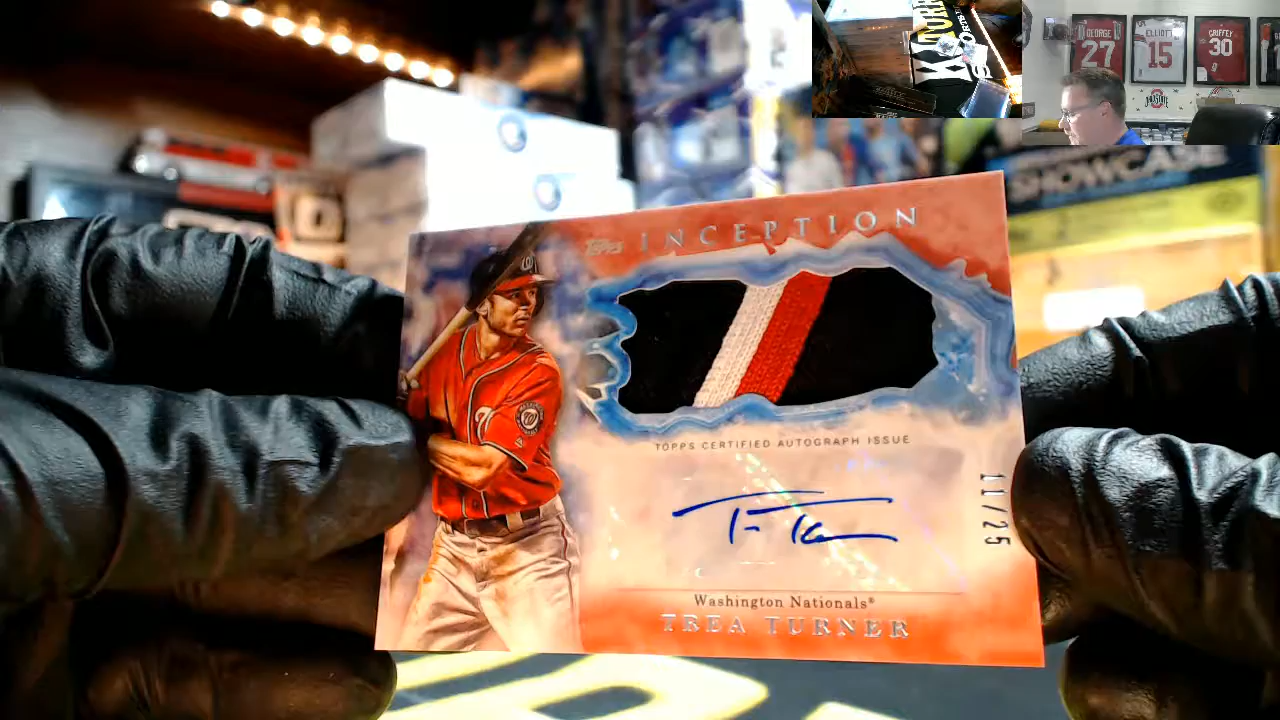 GEORGE
27
ELLIOTT
15
GRIFFEY
30
SHOWCASE
Topps INCEPTION
TOPPS CERTIFIED AUTOGRAPH ISSUE
11/25
Washington Nationals®
TREA TURNER